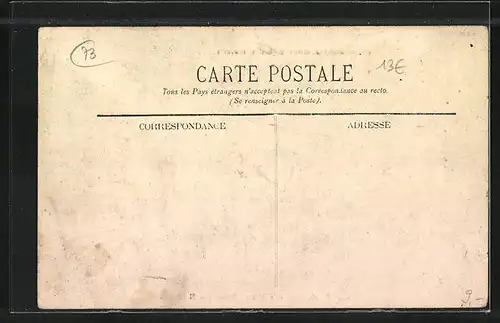 73
13€
CARTE POSTALE
Tous les Pays étrangers n'acceptent pas la Correspondance au recto.
(Se renseigner à la Poste).
CORRESPONDANCE
ADRESSE